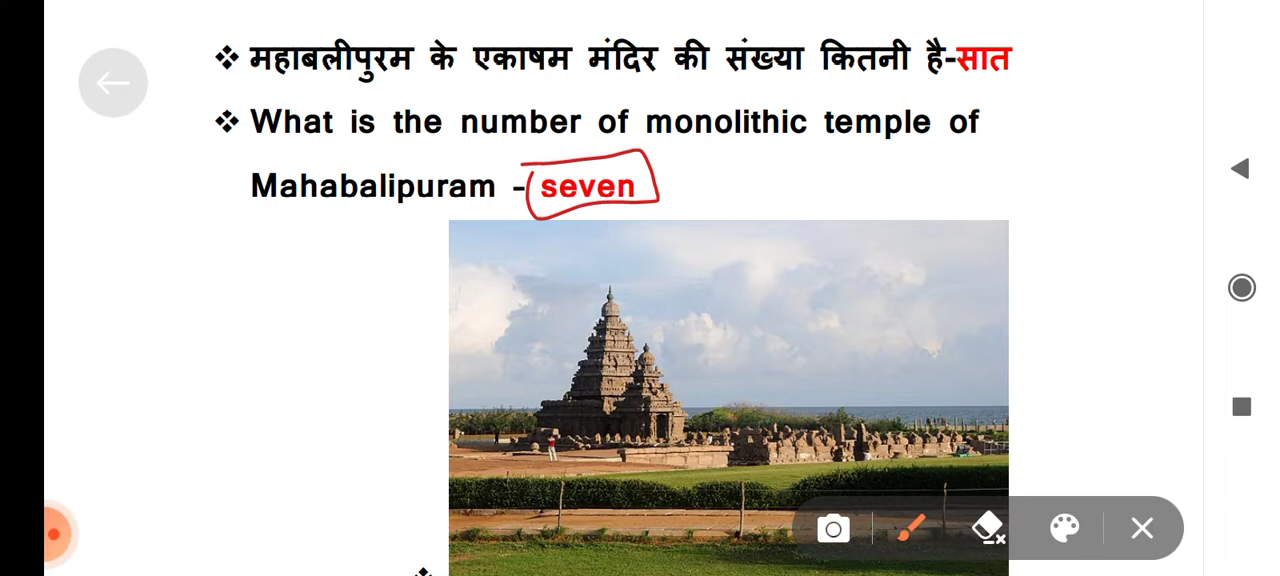 ❖ महाबलीपुरम के एकाषम मंदिर की संख्या कितनी है-सात
❖ What is the number of monolithic temple of
Mahabalipuram -seven